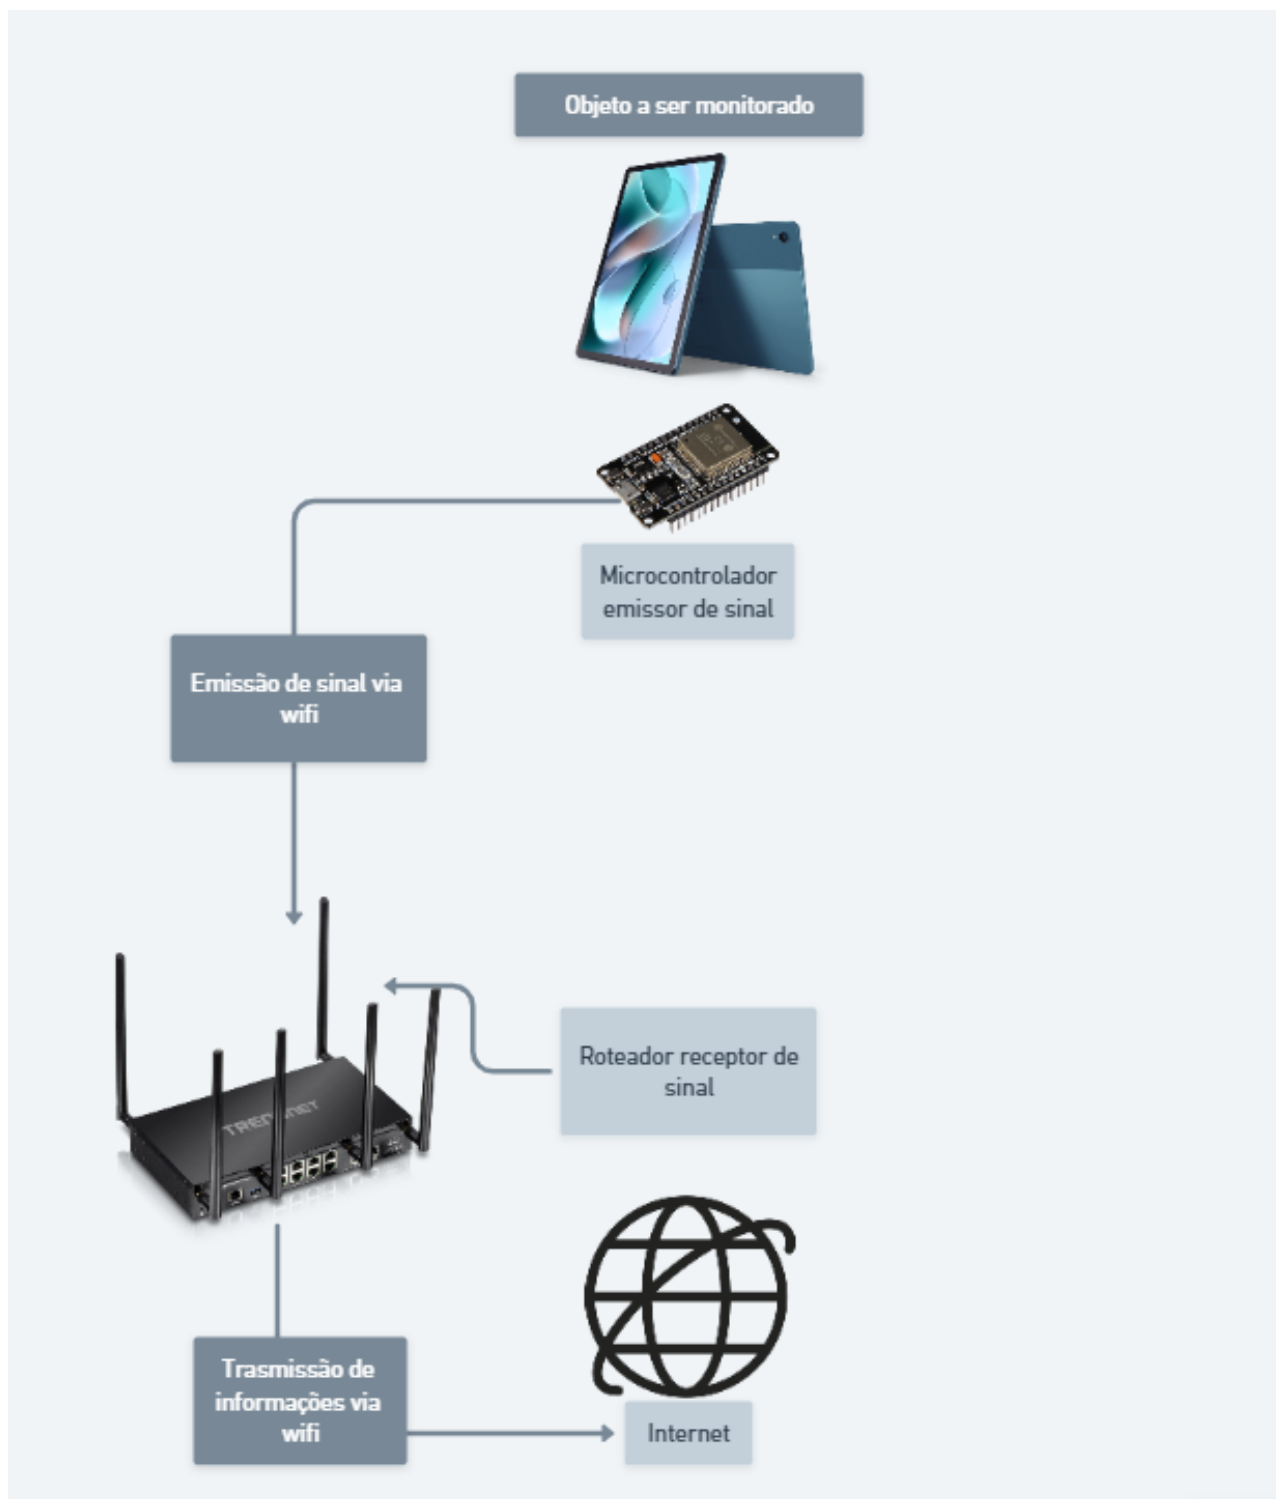 Objeto a ser monitorado
Microcontrolador
emissor de sinal
Emissão de sinal via
wifi
Roteador receptor de
sinal
TRENDNET
Trasmissão de
informações via
wifi
Internet